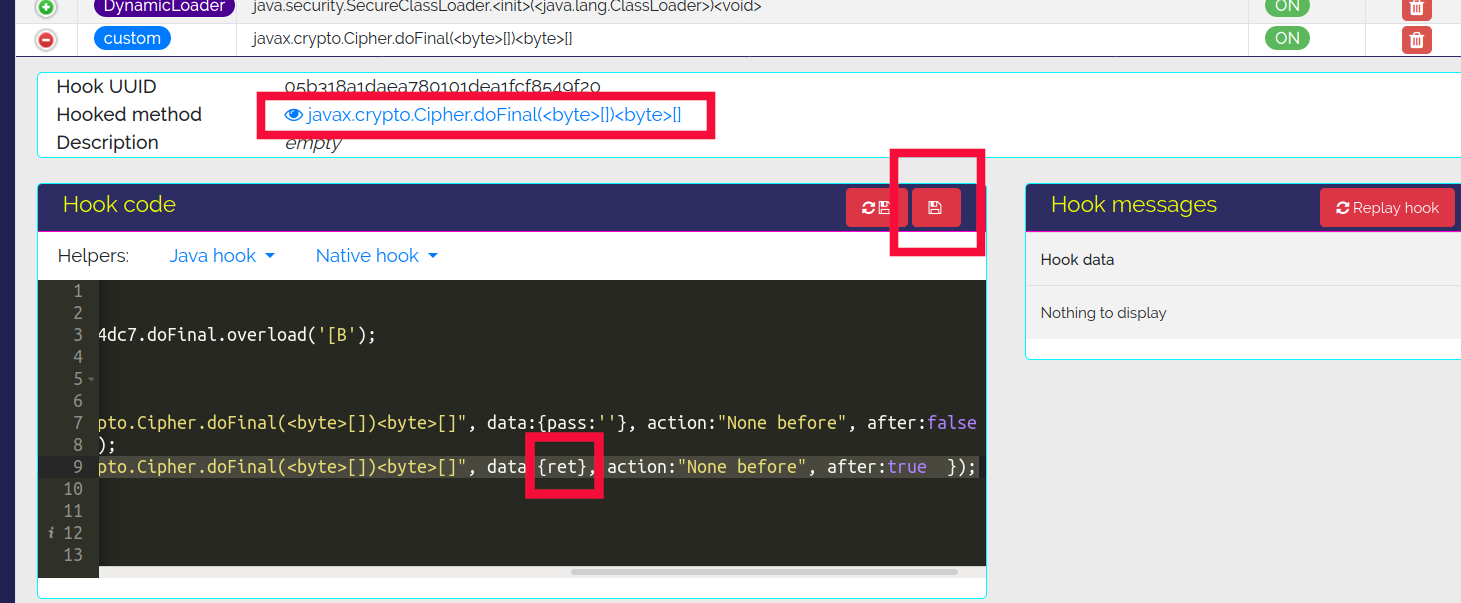 DynamicLoader java.security.SecureClassLoader.<init>(<java.lang.ClassLoader>)<void> ON
custom javax.crypto.Cipher.doFinal(<byte>[])<byte>[] ON
Hook UUID 05b318a1daea780101dea1fcf8549f20
Hooked method javax.crypto.Cipher.doFinal(<byte>[])<byte>[]
Description empty
Hook code
Helpers: Java hook Native hook
1
2
3 4dc7.doFinal.overload('[B');
4
5
6
7 pto.Cipher.doFinal(<byte>[])<byte>[]", data:{pass:''}, action:"None before", after:false
8 );
9 pto.Cipher.doFinal(<byte>[])<byte>[]", data {ret}, action:"None before", after:true });
10
11
i 12
13
Hook messages Replay hook
Hook data
Nothing to display